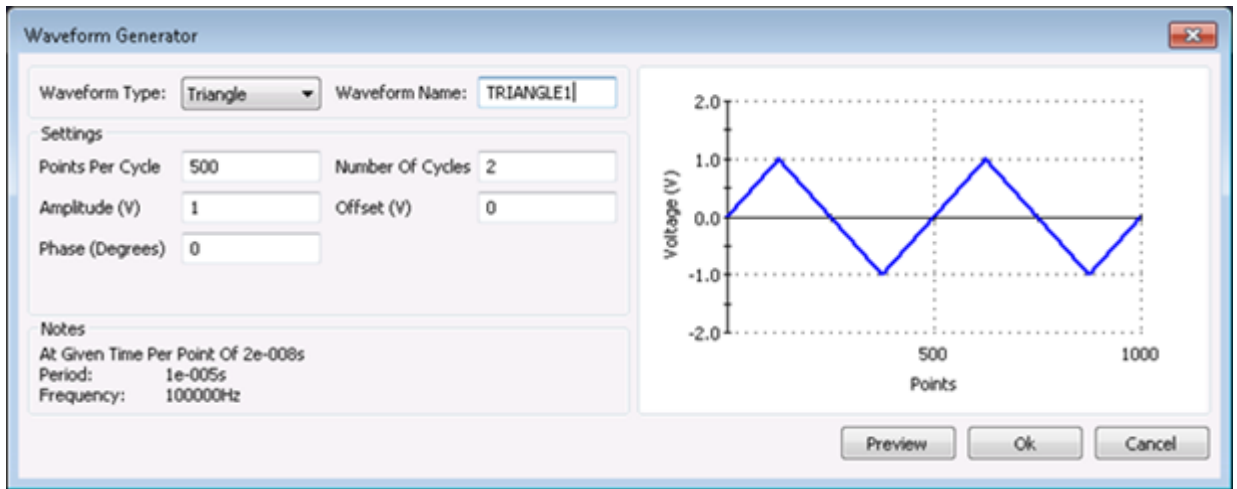 Waveform Generator
Waveform Type: Triangle Waveform Name: TRIANGLE1
Settings
Points Per Cycle 500 Number Of Cycles 2
Amplitude (V) 1 Offset (V) 0
Phase (Degrees) 0
Notes
At Given Time Per Point Of 2e-008s
Period: 1e-005s
Frequency: 100000Hz
2.0
1.0
0.0
-1.0
-2.0
Voltage (V)
500 1000
Points
Preview Ok Cancel